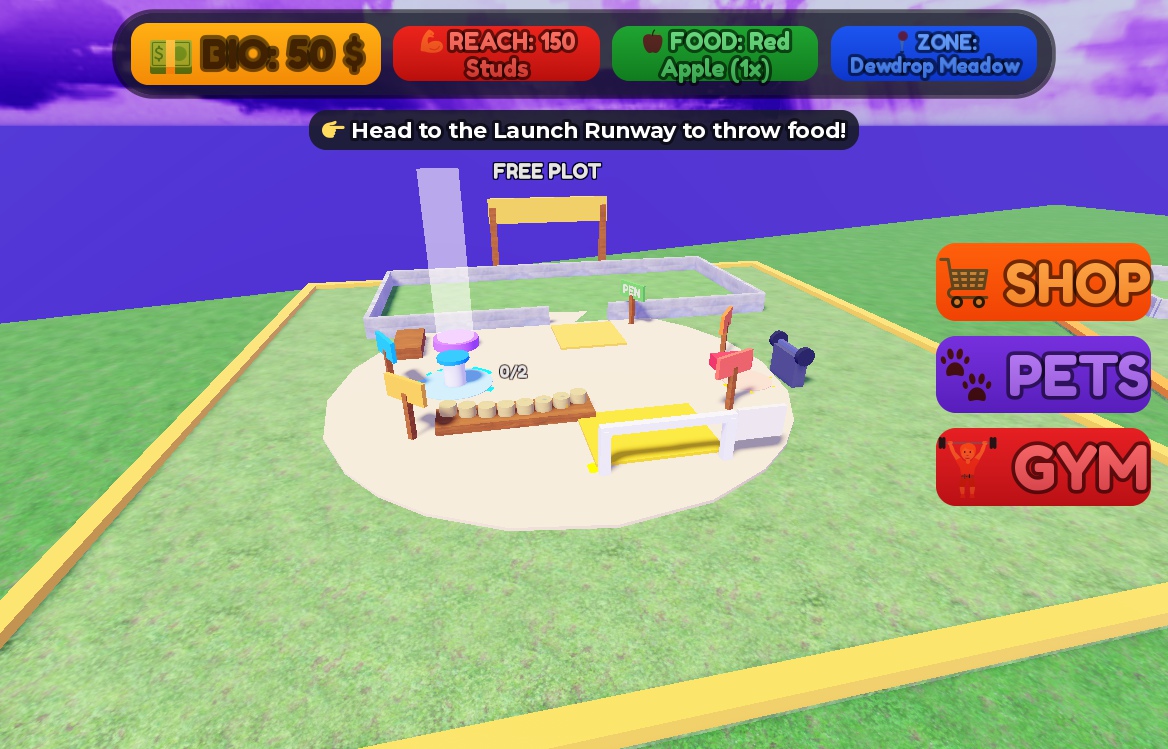 BIO: 50 $
REACH: 150
Studs
FOOD: Red
Apple (1x)
ZONE:
Dewdrop Meadow
Head to the Launch Runway to throw food!
FREE PLOT
PEN
0/2
SHOP
PETS
GYM